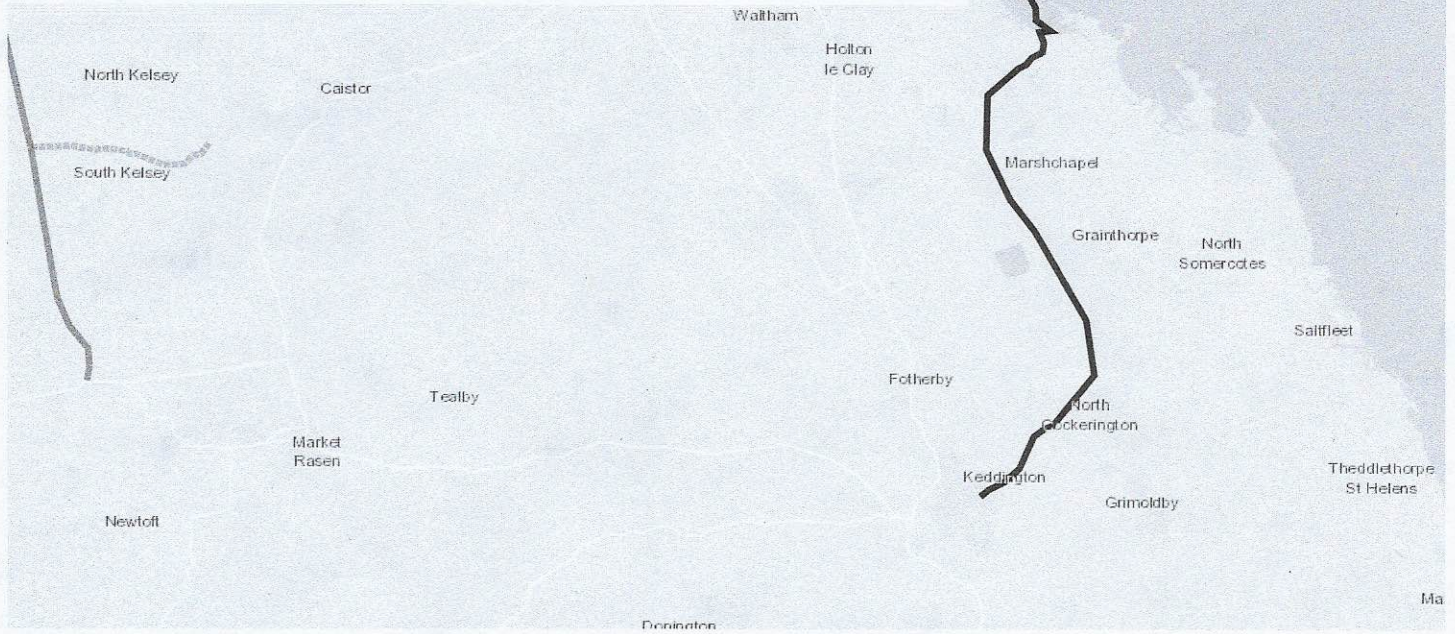 Waltham
Holton
le Clay
North Kelsey
Caistor
Marshchapel
South Kelsey
Grainthorpe
North
Somercotes
Saltfleet
Fotherby
Tealby
North
Cockerington
Market
Rasen
Keddington
Theddlethorpe
St Helens
Grimoldby
Newtoft
Ma
Donington